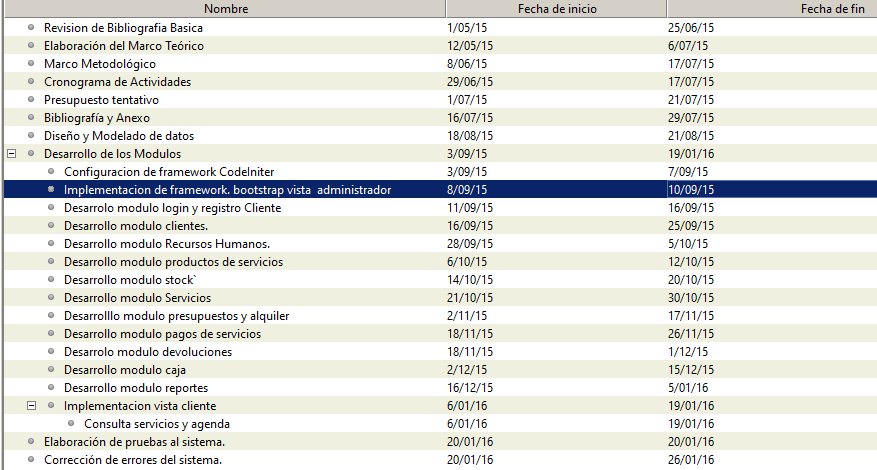 Nombre Fecha de inicio Fecha de fin
Revision de Bibliografia Basica 1/05/15 25/06/15
Elaboración del Marco Teórico 12/05/15 6/07/15
Marco Metodológico 8/06/15 17/07/15
Cronograma de Actividades 29/06/15 17/07/15
Presupuesto tentativo 1/07/15 21/07/15
Bibliografía y Anexo 16/07/15 29/07/15
Diseño y Modelado de datos 18/08/15 21/08/15
Desarrollo de los Modulos 3/09/15 19/01/16
Configuracion de framework CodeIniter 3/09/15 7/09/15
Implementacion de framework. bootstrap vista administrador 8/09/15 10/09/15
Desarrolo modulo login y registro Cliente 11/09/15 16/09/15
Desarrollo modulo clientes. 16/09/15 25/09/15
Desarrollo modulo Recursos Humanos. 28/09/15 5/10/15
Desarrollo modulo productos de servicios 6/10/15 12/10/15
Desarrollo modulo stock` 14/10/15 20/10/15
Desarrollo modulo Servicios 21/10/15 30/10/15
Desarrolllo modulo presupuestos y alquiler 2/11/15 17/11/15
Desarrollo modulo pagos de servicios 18/11/15 26/11/15
Desarrolo modulo devoluciones 18/11/15 1/12/15
Desarrollo modulo caja 2/12/15 15/12/15
Desarrollo modulo reportes 16/12/15 5/01/16
Implementacion vista cliente 6/01/16 19/01/16
Consulta servicios y agenda 6/01/16 19/01/16
Elaboración de pruebas al sistema. 20/01/16 20/01/16
Corrección de errores del sistema. 20/01/16 26/01/16